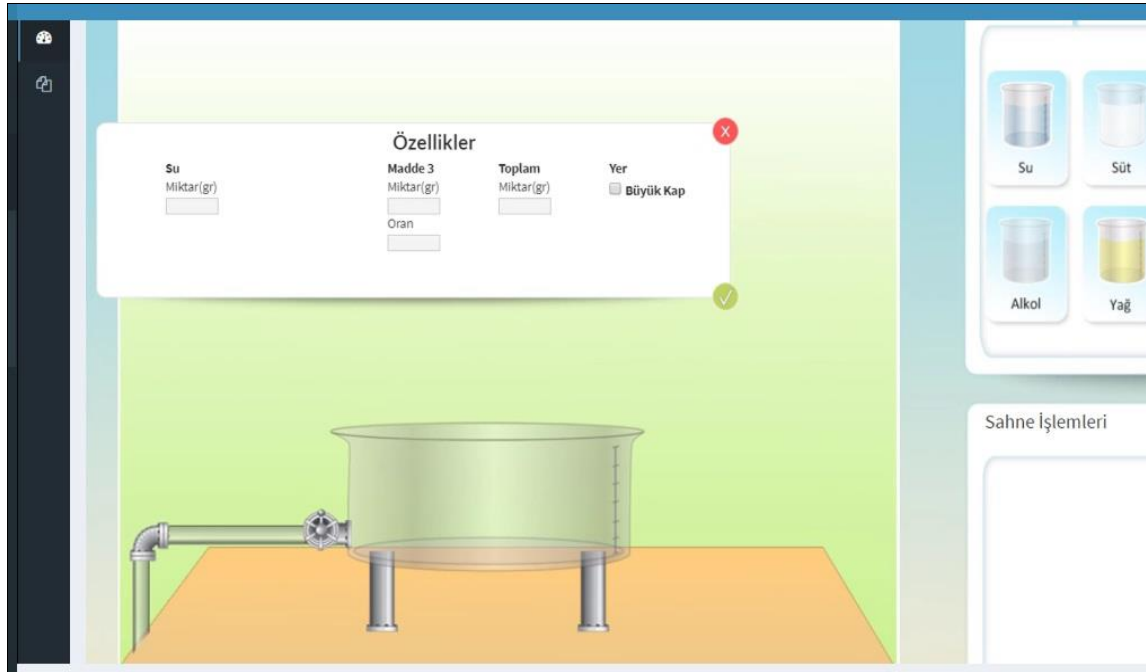 Özellikler
X
Su
Miktar(gr)
Madde 3
Miktar(gr)
Oran
Toplam
Miktar(gr)
Yer
Büyük Kap
Su
Süt
Alkol
Yağ
Sahne İşlemleri